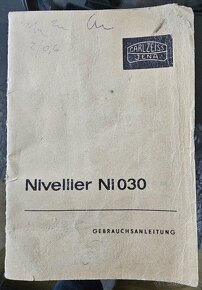 CARL ZEISS
JENA
Nivellier Ni 030
GEBRAUCHSANLEITUNG